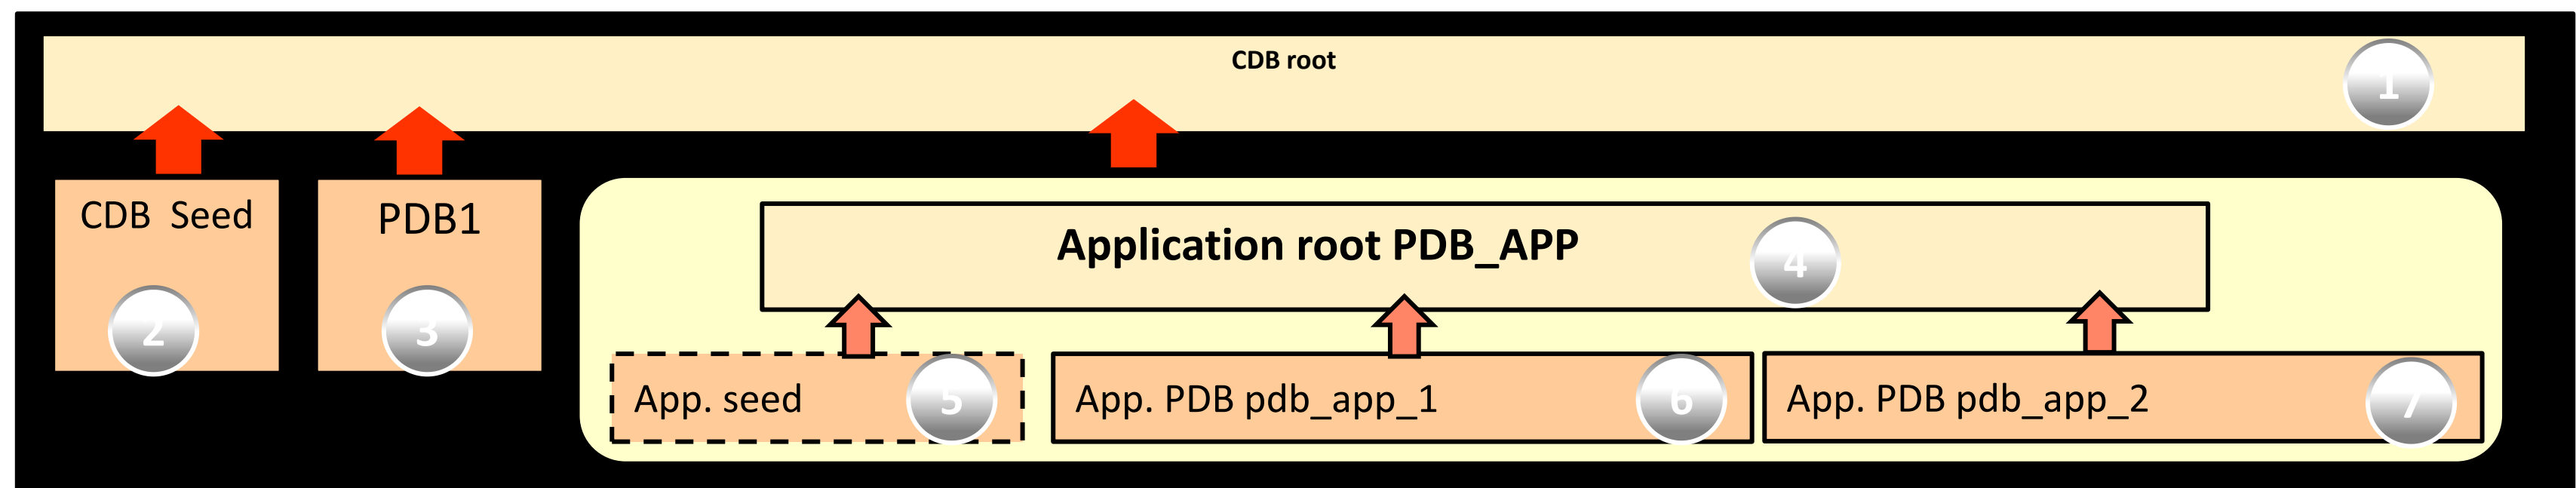 CDB root
1
CDB Seed
2
PDB1
3
Application root PDB_APP
4
App. seed
5
App. PDB pdb_app_1
6
App. PDB pdb_app_2
7